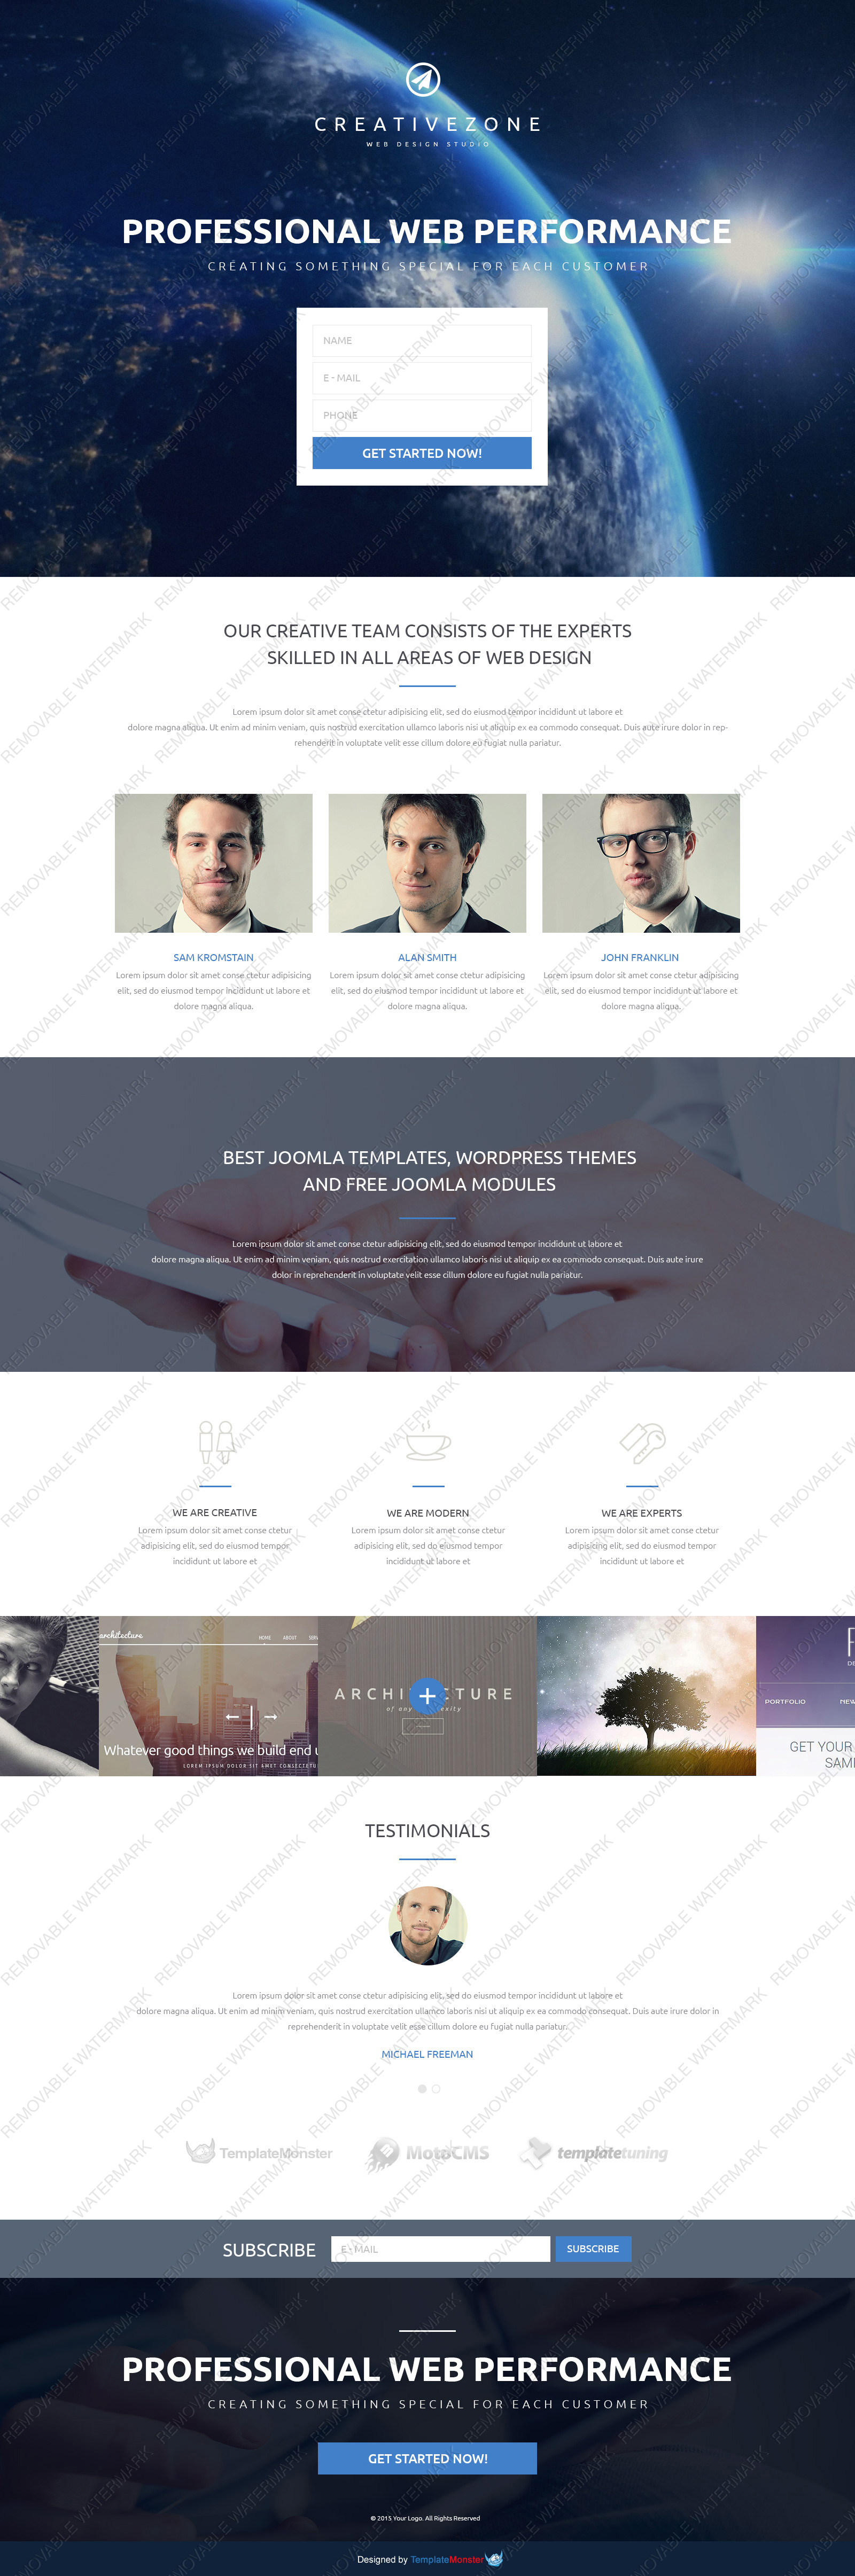 CREATIVEZONE
WEB DESIGN STUDIO
PROFESSIONAL WEB PERFORMANCE
CREATING SOMETHING SPECIAL FOR EACH CUSTOMER
NAME
E - MAIL
PHONE
GET STARTED NOW!
OUR CREATIVE TEAM CONSISTS OF THE EXPERTS
SKILLED IN ALL AREAS OF WEB DESIGN
Lorem ipsum dolor sit amet conse ctetur adipisicing elit, sed do eiusmod tempor incididunt ut labore et
dolore magna aliqua. Ut enim ad minim veniam, quis nostrud exercitation ullamco laboris nisi ut aliquip ex ea commodo consequat. Duis aute irure dolor in rep-
rehenderit in voluptate velit esse cillum dolore eu fugiat nulla pariatur.
SAM KROMSTAIN
Lorem ipsum dolor sit amet conse ctetur adipisicing
elit, sed do eiusmod tempor incididunt ut labore et
dolore magna aliqua.
ALAN SMITH
Lorem ipsum dolor sit amet conse ctetur adipisicing
elit, sed do eiusmod tempor incididunt ut labore et
dolore magna aliqua.
JOHN FRANKLIN
Lorem ipsum dolor sit amet conse ctetur adipisicing
elit, sed do eiusmod tempor incididunt ut labore et
dolore magna aliqua.
BEST JOOMLA TEMPLATES, WORDPRESS THEMES
AND FREE JOOMLA MODULES
Lorem ipsum dolor sit amet conse ctetur adipisicing elit, sed do eiusmod tempor incididunt ut labore et
dolore magna aliqua. Ut enim ad minim veniam, quis nostrud exercitation ullamco laboris nisi ut aliquip ex ea commodo consequat. Duis aute irure
dolor in reprehenderit in voluptate velit esse cillum dolore eu fugiat nulla pariatur.
WE ARE CREATIVE
Lorem ipsum dolor sit amet conse ctetur
adipisicing elit, sed do eiusmod tempor
incididunt ut labore et
WE ARE MODERN
Lorem ipsum dolor sit amet conse ctetur
adipisicing elit, sed do eiusmod tempor
incididunt ut labore et
WE ARE EXPERTS
Lorem ipsum dolor sit amet conse ctetur
adipisicing elit, sed do eiusmod tempor
incididunt ut labore et
architecture
HOME ABOUT SERV
Whatever good things we build end u
LOREM IPSUM DOLOR SIT AMET CONSECTETUR
ARCHI TURE
of any
PORTFOLIO NEW
GET YOUR
SAM
TESTIMONIALS
Lorem ipsum dolor sit amet conse ctetur adipisicing elit, sed do eiusmod tempor incididunt ut labore et
dolore magna aliqua. Ut enim ad minim veniam, quis nostrud exercitation ullamco laboris nisi ut aliquip ex ea commodo consequat. Duis aute irure dolor in
reprehenderit in voluptate velit esse cillum dolore eu fugiat nulla pariatur.
MICHAEL FREEMAN
TemplateMonster
MotoCMS
templatetuning
SUBSCRIBE
E - MAIL
SUBSCRIBE
PROFESSIONAL WEB PERFORMANCE
CREATING SOMETHING SPECIAL FOR EACH CUSTOMER
GET STARTED NOW!
© 2015 Your Logo. All Rights Reserved
Designed by TemplateMonster
REMOVABLE WATERMARK